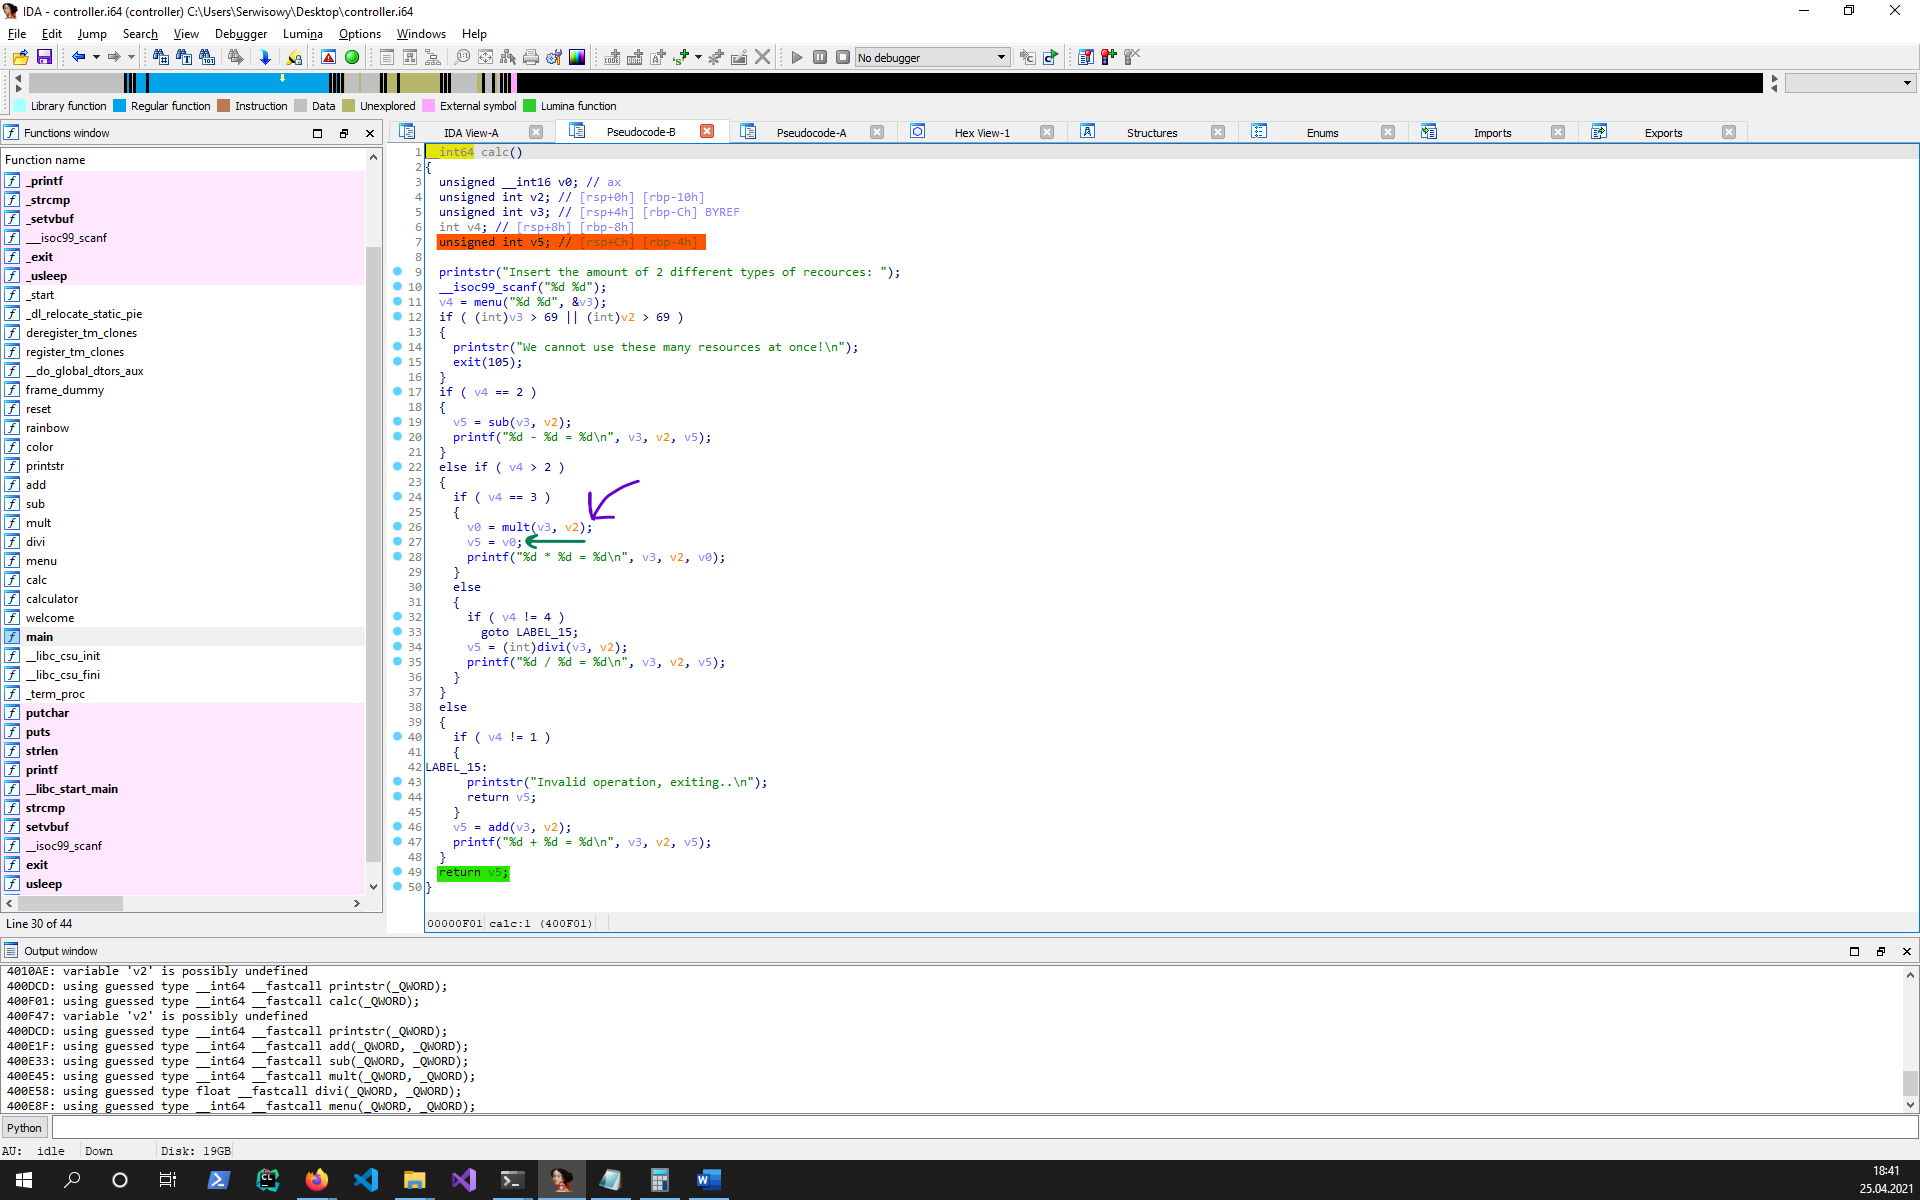 IDA - controller.i64 (controller) C:\Users\Serwisowy\Desktop\controller.i64
File Edit Jump Search View Debugger Lumina Options Windows Help
No debugger
Library function Regular function Instruction Data Unexplored External symbol Lumina function
Functions window
IDA View-A Pseudocode-B Pseudocode-A Hex View-1 Structures Enums Imports Exports
Function name
_printf
_strcmp
_setvbuf
___isoc99_scanf
_exit
_usleep
_start
_dl_relocate_static_pie
deregister_tm_clones
register_tm_clones
__do_global_dtors_aux
frame_dummy
reset
rainbow
color
printstr
add
sub
mult
divi
menu
calc
calculator
welcome
main
__libc_csu_init
__libc_csu_fini
_term_proc
putchar
puts
strlen
printf
__libc_start_main
strcmp
setvbuf
__isoc99_scanf
exit
usleep
Line 30 of 44
1 __int64 calc()
2 {
3 unsigned __int16 v0; // ax
4 unsigned int v2; // [rsp+0h] [rbp-10h]
5 unsigned int v3; // [rsp+4h] [rbp-Ch] BYREF
6 int v4; // [rsp+8h] [rbp-8h]
7 unsigned int v5; // [rsp+Ch] [rbp-4h]
8
9 printstr("Insert the amount of 2 different types of recources: ");
10 __isoc99_scanf("%d %d");
11 v4 = menu("%d %d", &v3);
12 if ( (int)v3 > 69 || (int)v2 > 69 )
13 {
14 printstr("We cannot use these many resources at once!\n");
15 exit(105);
16 }
17 if ( v4 == 2 )
18 {
19 v5 = sub(v3, v2);
20 printf("%d - %d = %d\n", v3, v2, v5);
21 }
22 else if ( v4 > 2 )
23 {
24 if ( v4 == 3 )
25 {
26 v0 = mult(v3, v2);
27 v5 = v0;
28 printf("%d * %d = %d\n", v3, v2, v0);
29 }
30 else
31 {
32 if ( v4 != 4 )
33 goto LABEL_15;
34 v5 = (int)divi(v3, v2);
35 printf("%d / %d = %d\n", v3, v2, v5);
36 }
37 }
38 else
39 {
40 if ( v4 != 1 )
41 {
42 LABEL_15:
43 printstr("Invalid operation, exiting..\n");
44 return v5;
45 }
46 v5 = add(v3, v2);
47 printf("%d + %d = %d\n", v3, v2, v5);
48 }
49 return v5;
50 }
00000F01 calc:1 (400F01)
Output window
4010AE: variable 'v2' is possibly undefined
400DCD: using guessed type __int64 __fastcall printstr(_QWORD);
400F01: using guessed type __int64 __fastcall calc(_QWORD);
400F47: variable 'v2' is possibly undefined
400DCD: using guessed type __int64 __fastcall printstr(_QWORD);
400E1F: using guessed type __int64 __fastcall add(_QWORD, _QWORD);
400E33: using guessed type __int64 __fastcall sub(_QWORD, _QWORD);
400E45: using guessed type __int64 __fastcall mult(_QWORD, _QWORD);
400E58: using guessed type float __fastcall divi(_QWORD, _QWORD);
400E8F: using guessed type __int64 __fastcall menu(_QWORD, _QWORD);
Python
AU: idle Down Disk: 19GB
18:41
25.04.2021